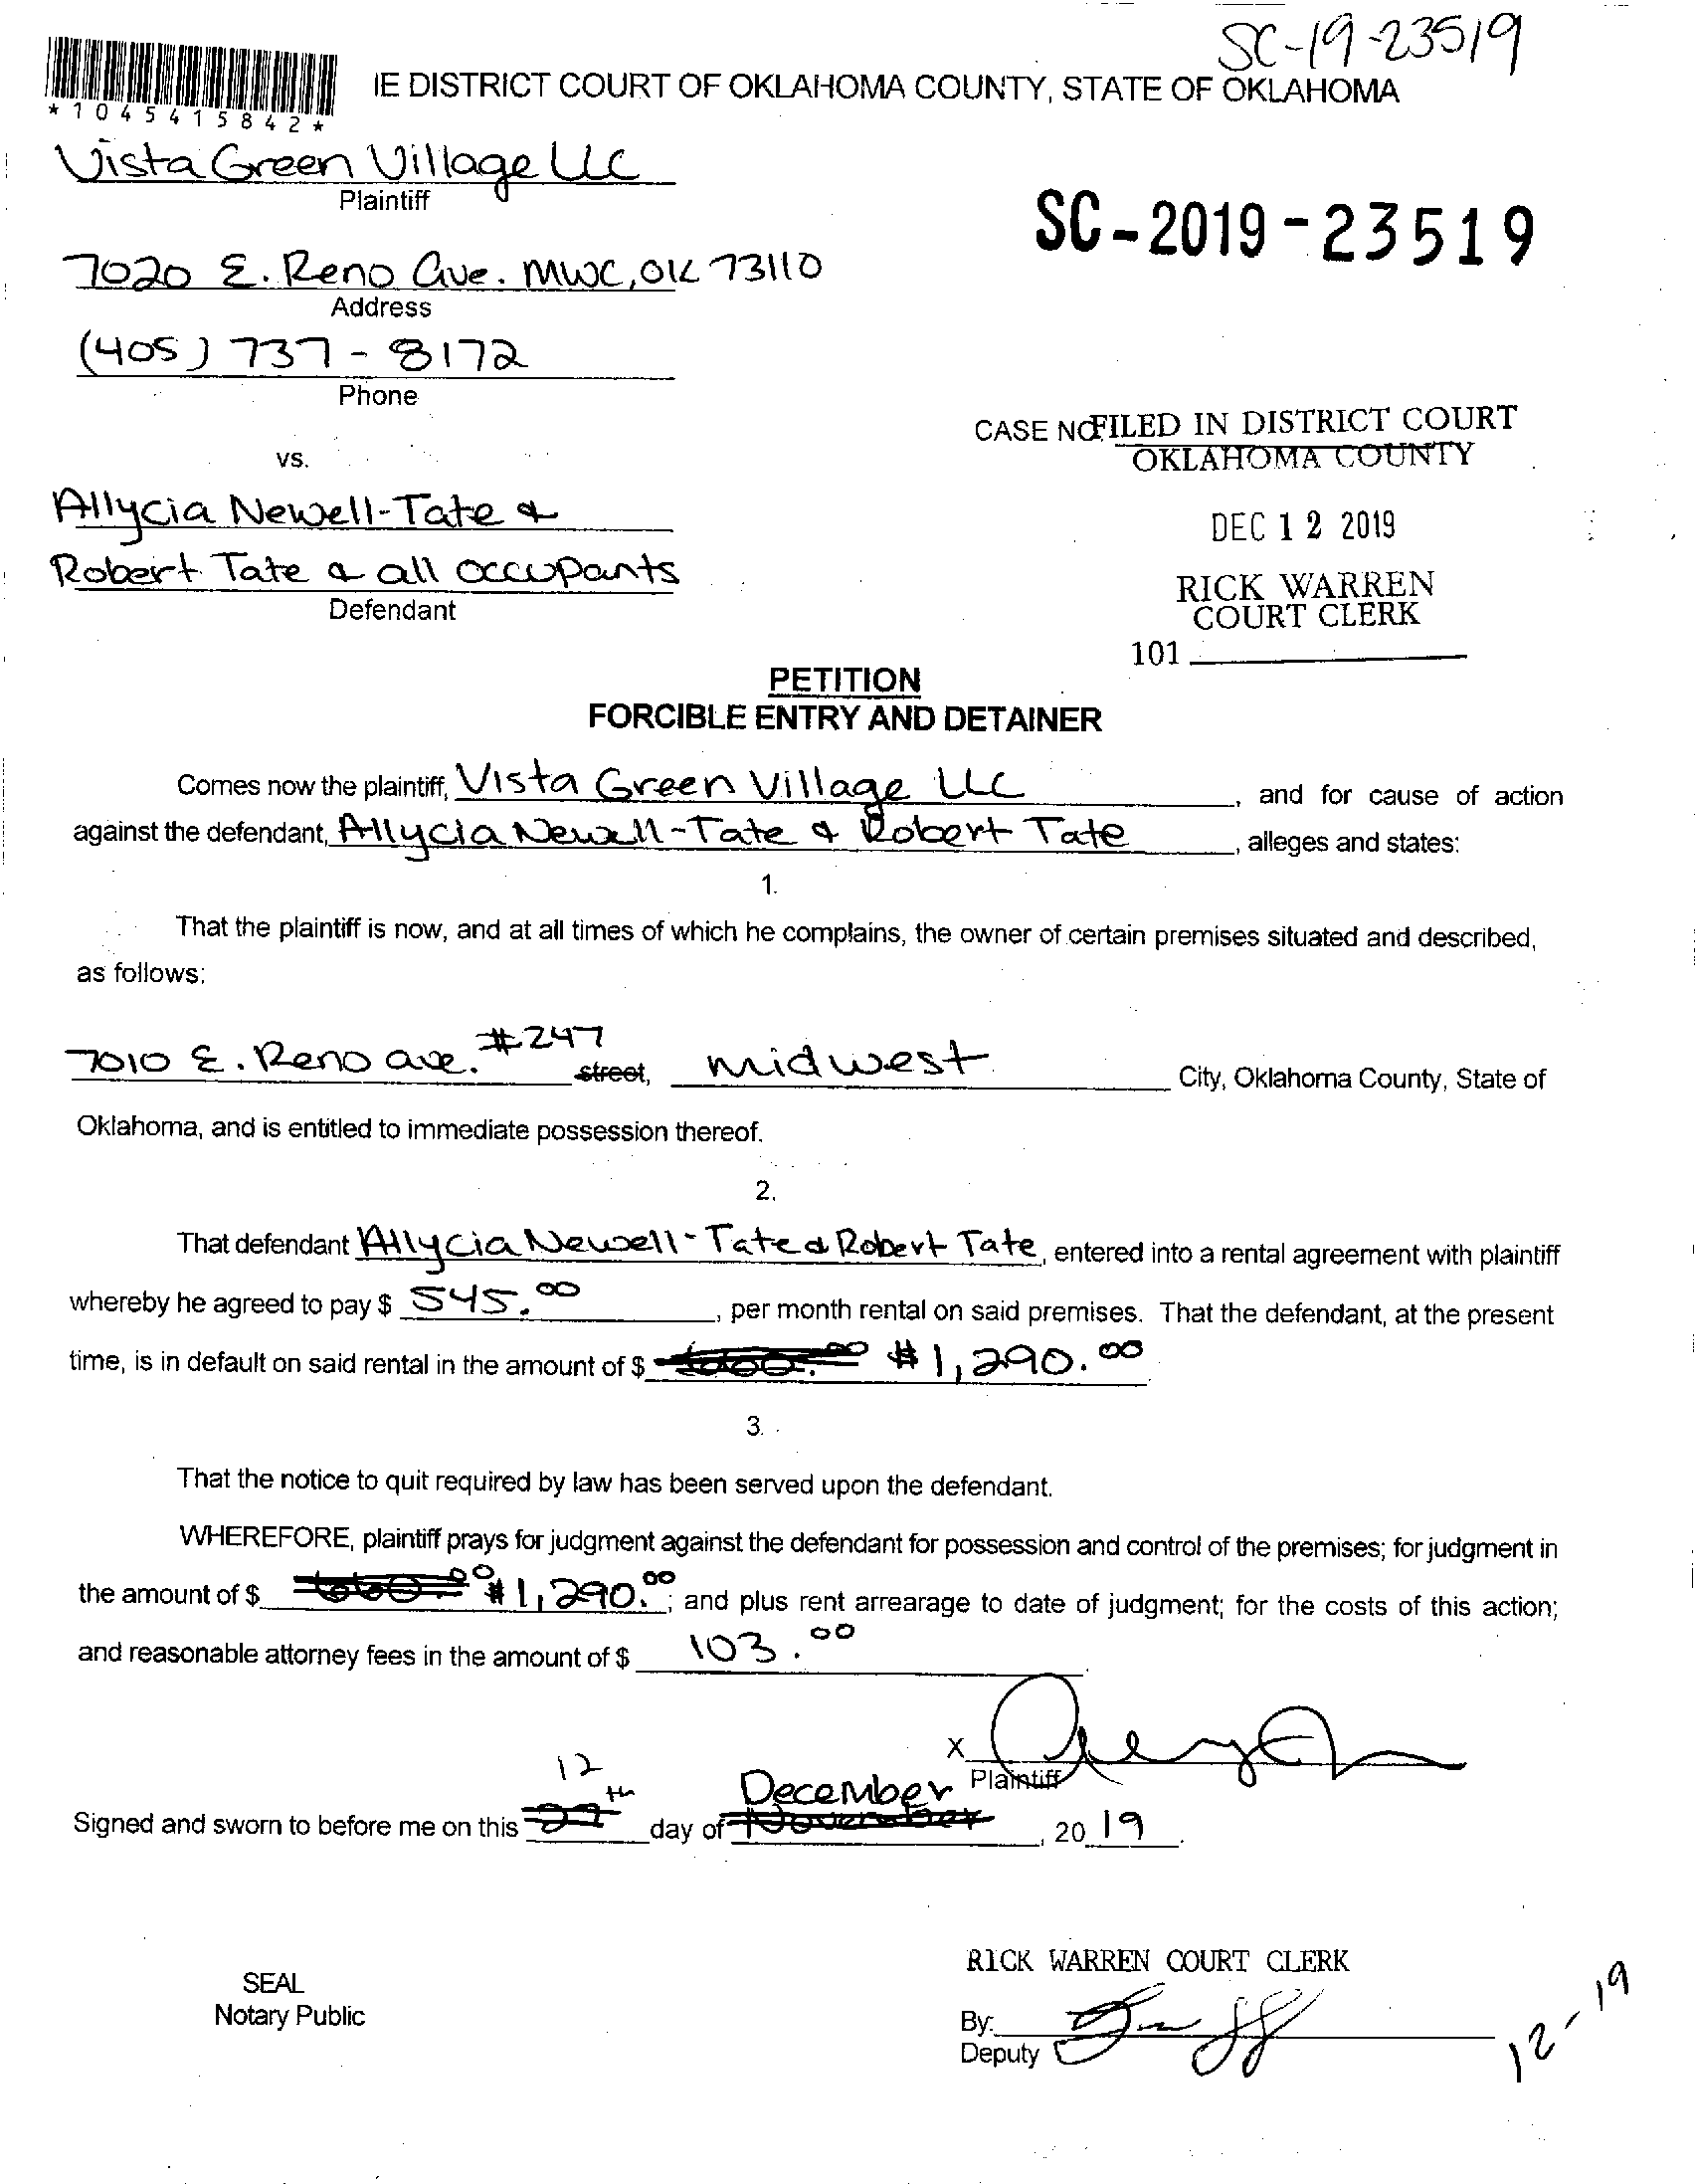 SC-19-23519
IE DISTRICT COURT OF OKLAHOMA COUNTY, STATE OF OKLAHOMA
*1045415842*
Vista Green Village LLC
Plaintiff
SC-2019-23519
7020 E. Reno Ave. MWC, OK 73110
Address
(405) 737-8172
Phone
CASE NO FILED IN DISTRICT COURT
OKLAHOMA COUNTY
vs.
Allycia Newell-Tate &
DEC 12 2019
Robert Tate & all occupants
Defendant
RICK WARREN
COURT CLERK
101
PETITION
FORCIBLE ENTRY AND DETAINER
Comes now the plaintiff, Vista Green Village LLC, and for cause of action
against the defendant, Allycia Newell-Tate & Robert Tate, alleges and states:
1.
That the plaintiff is now, and at all times of which he complains, the owner of certain premises situated and described,
as follows:
7010 E. Reno ave. #247 street, midwest City, Oklahoma County, State of
Oklahoma, and is entitled to immediate possession thereof.
2.
That defendant Allycia Newell-Tate & Robert Tate, entered into a rental agreement with plaintiff
whereby he agreed to pay $ 545.00, per month rental on said premises. That the defendant, at the present
time, is in default on said rental in the amount of $ #1,290.00
3.
That the notice to quit required by law has been served upon the defendant.
WHEREFORE, plaintiff prays for judgment against the defendant for possession and control of the premises; for judgment in
the amount of $ #1,290.00; and plus rent arrearage to date of judgment; for the costs of this action;
and reasonable attorney fees in the amount of $ 103.00
X
Plaintiff
Signed and sworn to before me on this 12 th day of December, 2019.
RICK WARREN COURT CLERK
SEAL
Notary Public
By:
Deputy
12-19